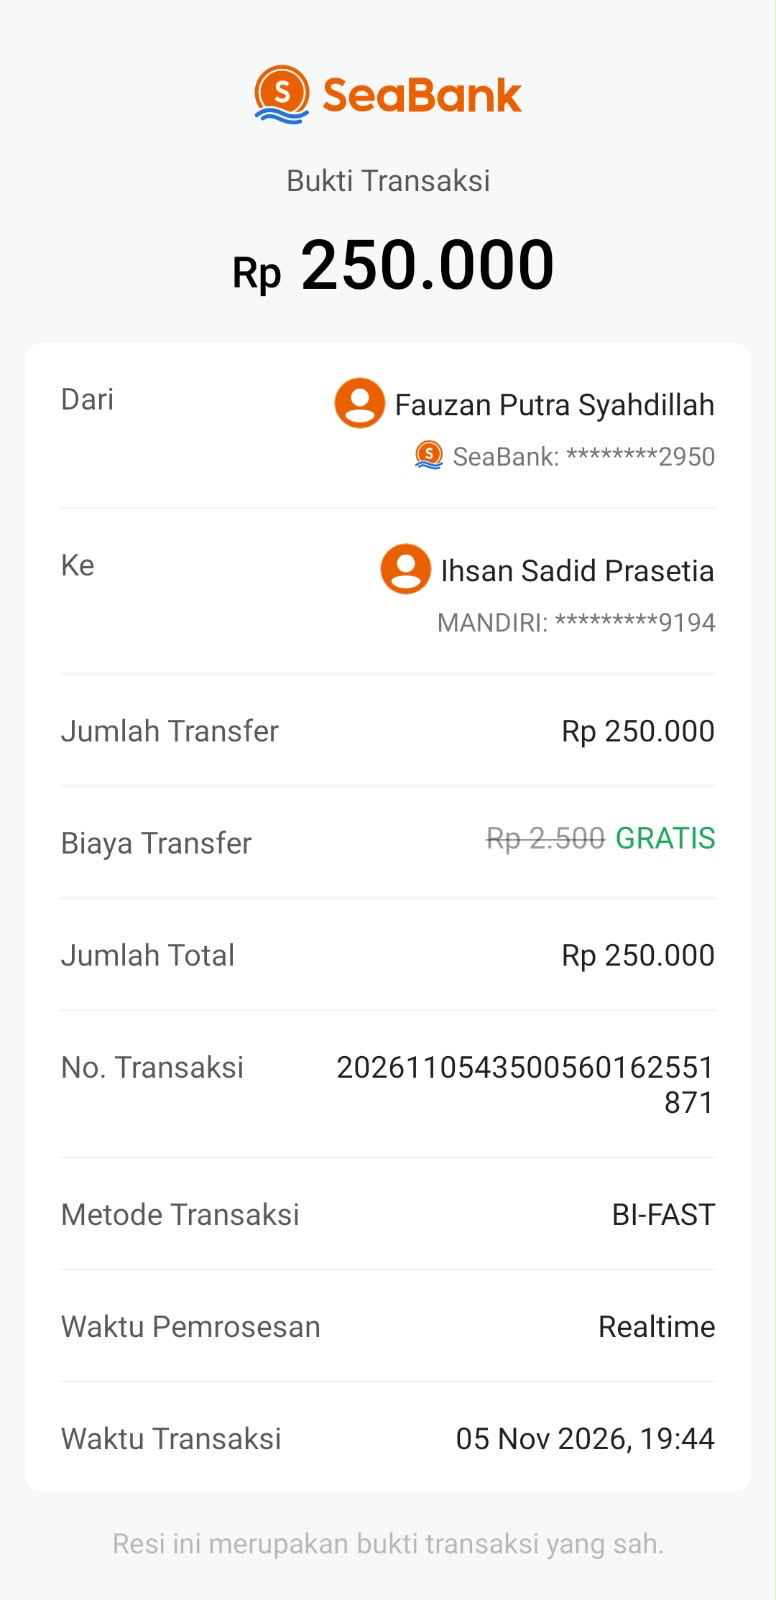 SeaBank
Bukti Transaksi
Rp 250.000
Dari
Fauzan Putra Syahdillah
SeaBank: ********2950
Ke
Ihsan Sadid Prasetia
MANDIRI: *********9194
Jumlah Transfer
Rp 250.000
Biaya Transfer
Rp 2.500 GRATIS
Jumlah Total
Rp 250.000
No. Transaksi
2026110543500560162551
871
Metode Transaksi
BI-FAST
Waktu Pemrosesan
Realtime
Waktu Transaksi
05 Nov 2026, 19:44
Resi ini merupakan bukti transaksi yang sah.